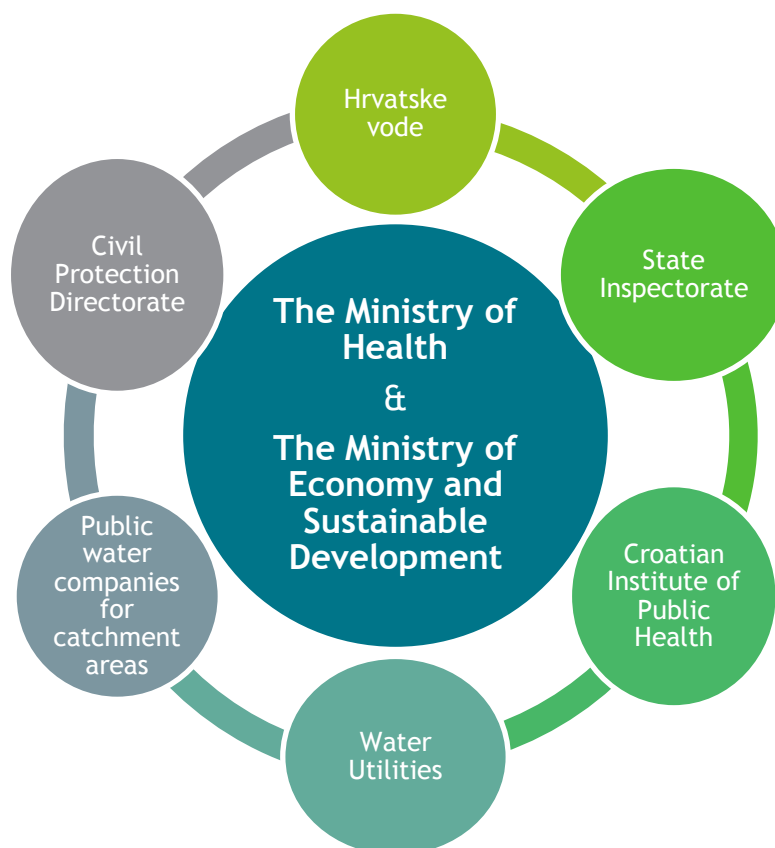 Hrvatske
vode
State
Inspectorate
Croatian
Institute of
Public
Health
Water
Utilities
Public
water
companies
for
catchment
areas
Civil
Protection
Directorate
The Ministry of
Health
&
The Ministry of
Economy and
Sustainable
Development